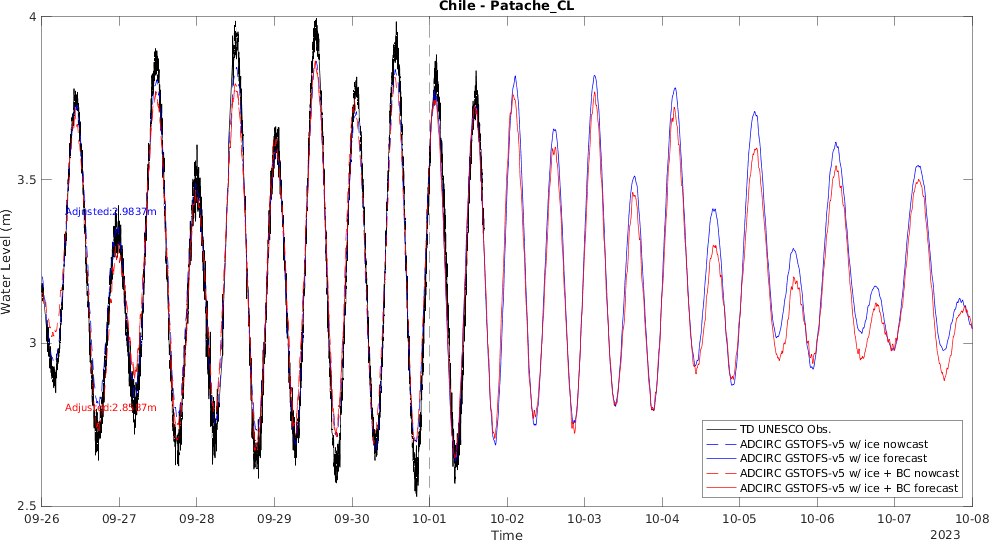 Chile - Patache_CL
4
3.5
3
2.5
Water Level (m)
Adjusted:2.9837m
Adjusted:2.8587m
TD UNESCO Obs.
ADCIRC GSTOFS-v5 w/ ice nowcast
ADCIRC GSTOFS-v5 w/ ice forecast
ADCIRC GSTOFS-v5 w/ ice + BC nowcast
ADCIRC GSTOFS-v5 w/ ice + BC forecast
09-26 09-27 09-28 09-29 09-30 10-01 10-02 10-03 10-04 10-05 10-06 10-07 10-08
Time
2023